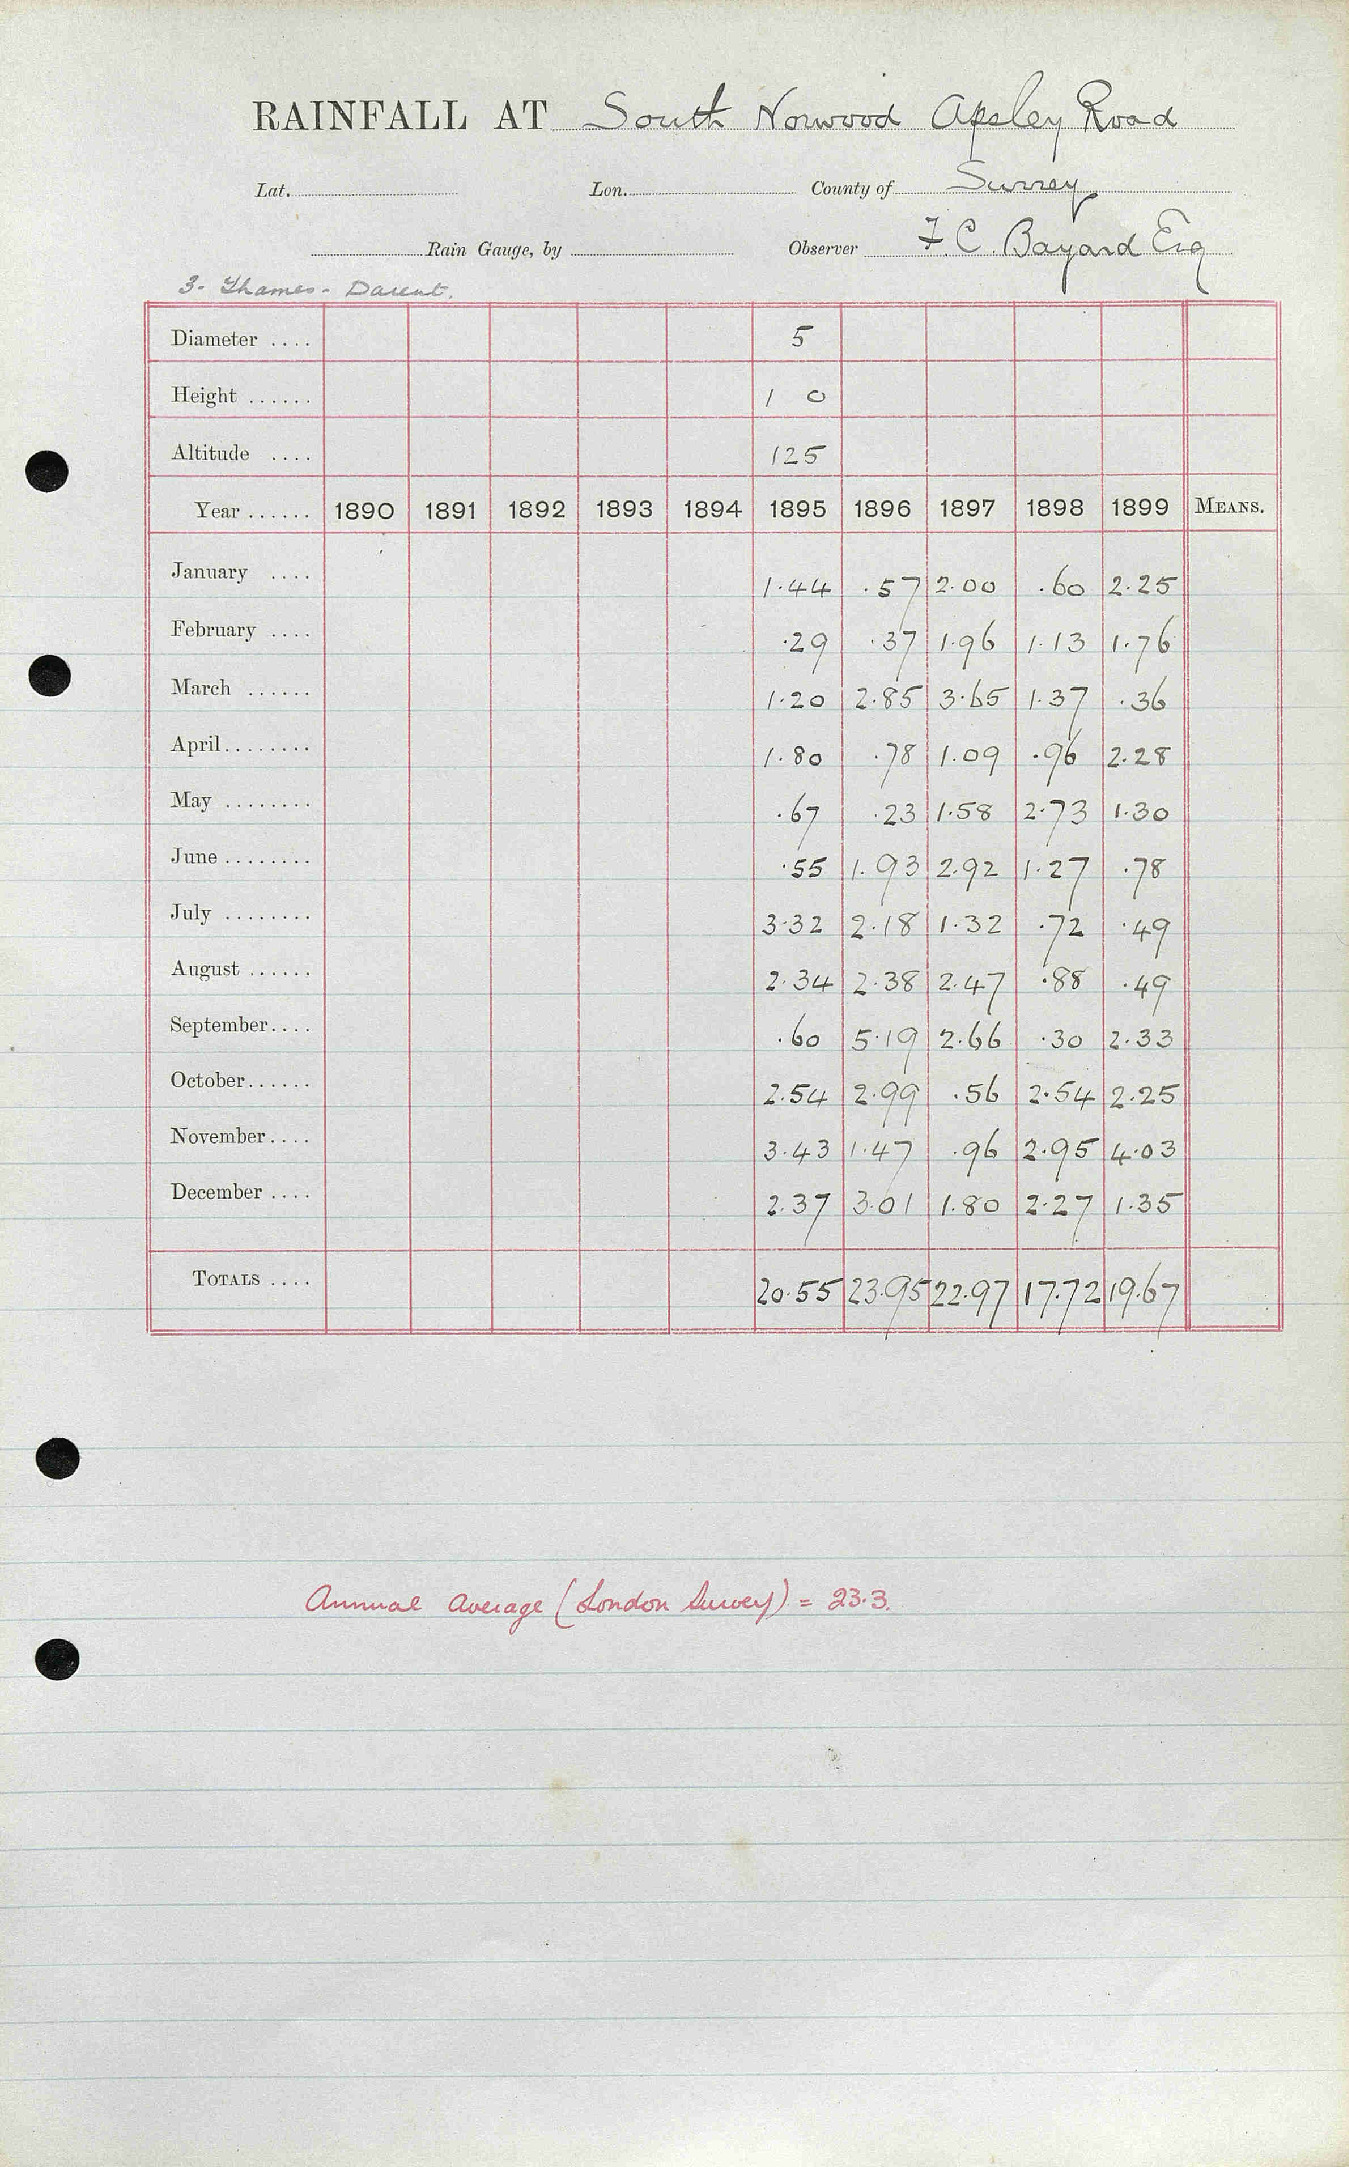 RAINFALL AT South Norwood Apsley Road
Lat. Lon. County of Surrey
Rain Gauge, by Observer F. C. Bayard Esq
3. Thames - Darent.
Diameter .... 5
Height ...... 1 0
Altitude .... 125
Year ...... 1890 1891 1892 1893 1894 1895 1896 1897 1898 1899 MEANS.
January .... 1.44 .57 2.00 .60 2.25
February .... .29 .37 1.96 1.13 1.76
March ...... 1.20 2.85 3.65 1.37 .36
April ........ 1.80 .78 1.09 .96 2.28
May ........ .67 .23 1.58 2.73 1.30
June ........ .55 1.93 2.92 1.27 .78
July ........ 3.32 2.18 1.32 .72 .49
August ...... 2.34 2.38 2.47 .88 .49
September .... .60 5.19 2.66 .30 2.33
October ...... 2.54 2.99 .56 2.54 2.25
November .... 3.43 1.47 .96 2.95 4.03
December .... 2.37 3.01 1.80 2.27 1.35
TOTALS .... 20.55 23.95 22.97 17.72 19.67
Annual average (London Survey) = 23.3.